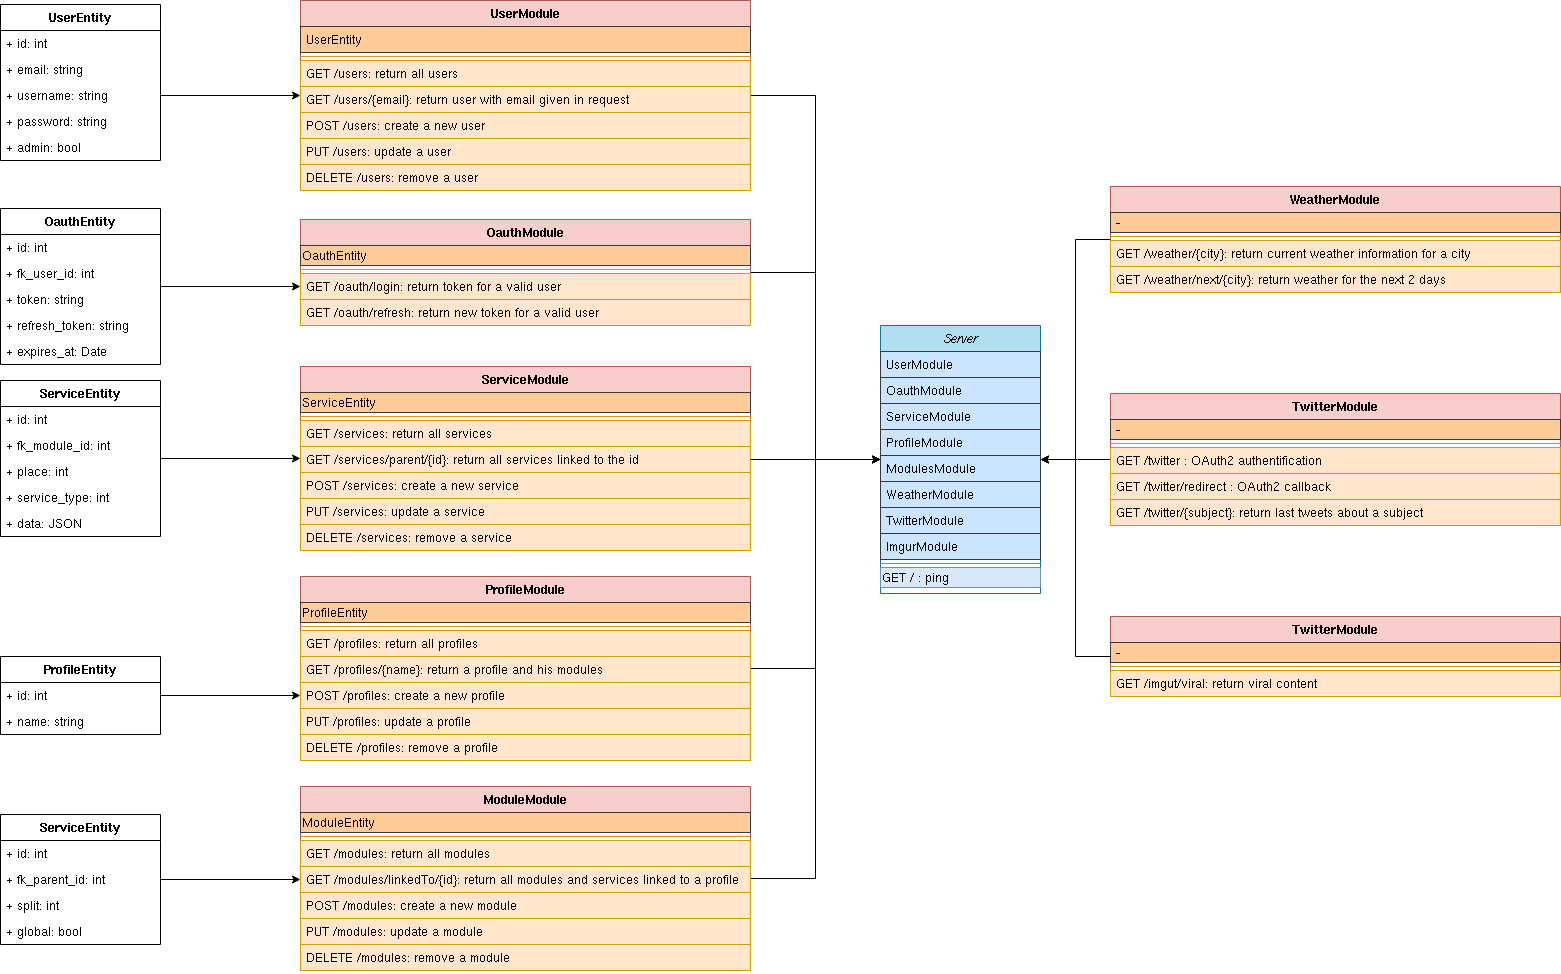 UserEntity
+ id: int
+ email: string
+ username: string
+ password: string
+ admin: bool
OauthEntity
+ id: int
+ fk_user_id: int
+ token: string
+ refresh_token: string
+ expires_at: Date
ServiceEntity
+ id: int
+ fk_module_id: int
+ place: int
+ service_type: int
+ data: JSON
ProfileEntity
+ id: int
+ name: string
ServiceEntity
+ id: int
+ fk_parent_id: int
+ split: int
+ global: bool
UserModule
UserEntity
GET /users: return all users
GET /users/{email}: return user with email given in request
POST /users: create a new user
PUT /users: update a user
DELETE /users: remove a user
OauthModule
OauthEntity
GET /oauth/login: return token for a valid user
GET /oauth/refresh: return new token for a valid user
ServiceModule
ServiceEntity
GET /services: return all services
GET /services/parent/{id}: return all services linked to the id
POST /services: create a new service
PUT /services: update a service
DELETE /services: remove a service
ProfileModule
ProfileEntity
GET /profiles: return all profiles
GET /profiles/{name}: return a profile and his modules
POST /profiles: create a new profile
PUT /profiles: update a profile
DELETE /profiles: remove a profile
ModuleModule
ModuleEntity
GET /modules: return all modules
GET /modules/linkedTo/{id}: return all modules and services linked to a profile
POST /modules: create a new module
PUT /modules: update a module
DELETE /modules: remove a module
Server
UserModule
OauthModule
ServiceModule
ProfileModule
ModulesModule
WeatherModule
TwitterModule
ImgurModule
GET / : ping
WeatherModule
-
GET /weather/{city}: return current weather information for a city
GET /weather/next/{city}: return weather for the next 2 days
TwitterModule
-
GET /twitter : OAuth2 authentification
GET /twitter/redirect : OAuth2 callback
GET /twitter/{subject}: return last tweets about a subject
TwitterModule
-
GET /imgut/viral: return viral content